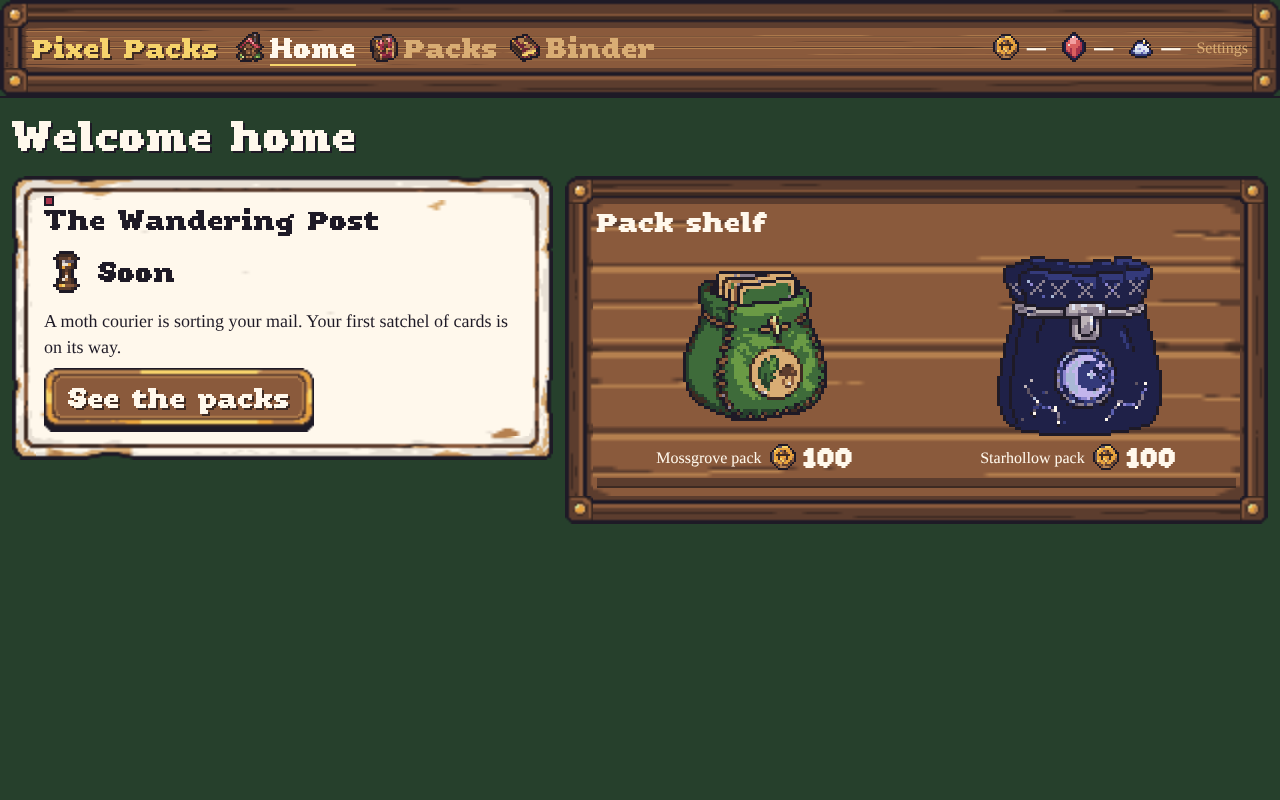 Pixel Packs Home Packs Binder — — — Settings
Welcome home
The Wandering Post
Soon
A moth courier is sorting your mail. Your first satchel of cards is
on its way.
See the packs
Pack shelf
Mossgrove pack 100 Starhollow pack 100